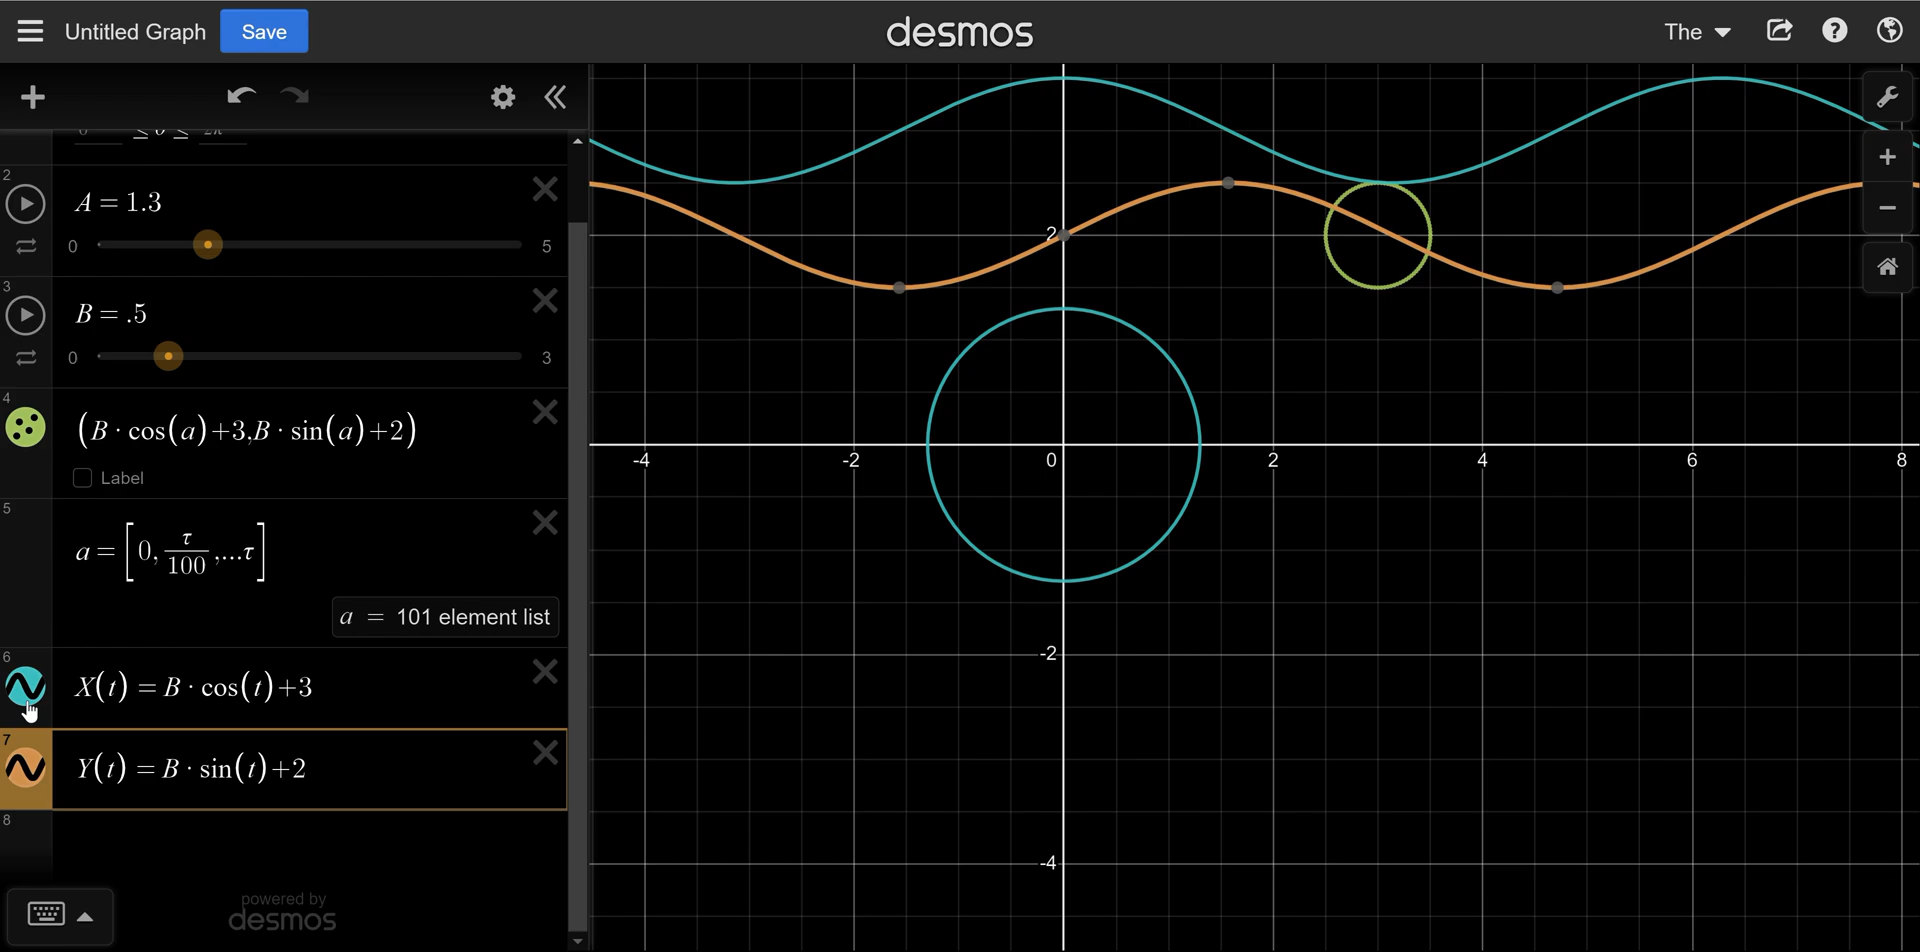 Untitled Graph
Save
desmos
The
0 ≤ θ ≤ 2π
2
A = 1.3
0
5
3
B = .5
0
3
4
(B · cos(a)+3,B · sin(a)+2)
Label
5
a = [0, τ/100 ,...τ]
a = 101 element list
6
X(t) = B · cos(t)+3
7
Y(t) = B · sin(t)+2
8
powered by
desmos
2
-4
-2
0
2
4
6
8
-2
-4